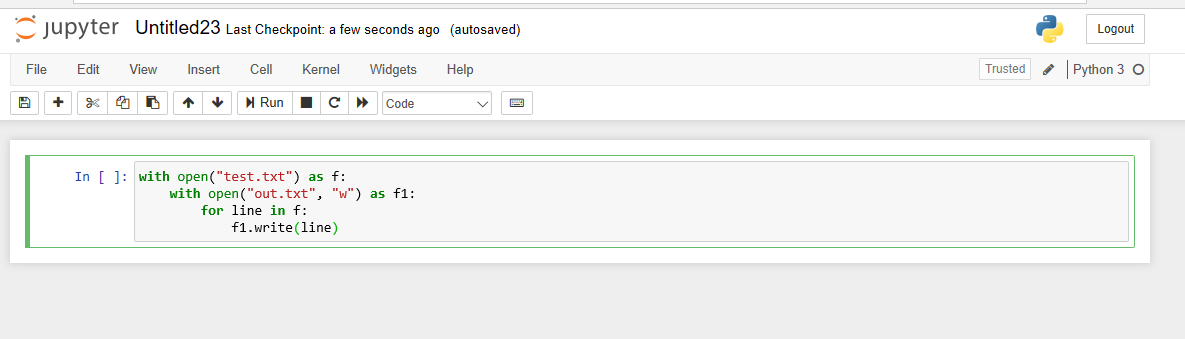 jupyter Untitled23 Last Checkpoint: a few seconds ago (autosaved) Logout
File Edit View Insert Cell Kernel Widgets Help Trusted Python 3
Run Code
In [ ]: with open("test.txt") as f:
    with open("out.txt", "w") as f1:
        for line in f:
            f1.write(line)